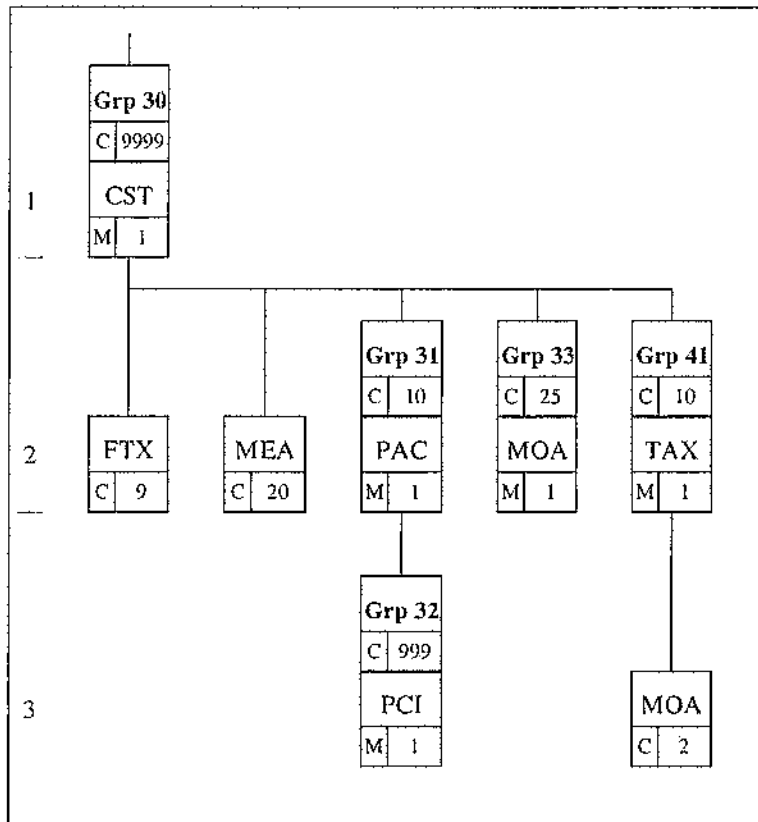 Grp 30
C 9999
1 CST
M 1
Grp 31 Grp 33 Grp 41
C 10 C 25 C 10
2 FTX MEA PAC MOA TAX
C 9 C 20 M 1 M 1 M 1
Grp 32
C 999
3 PCI MOA
M 1 C 2